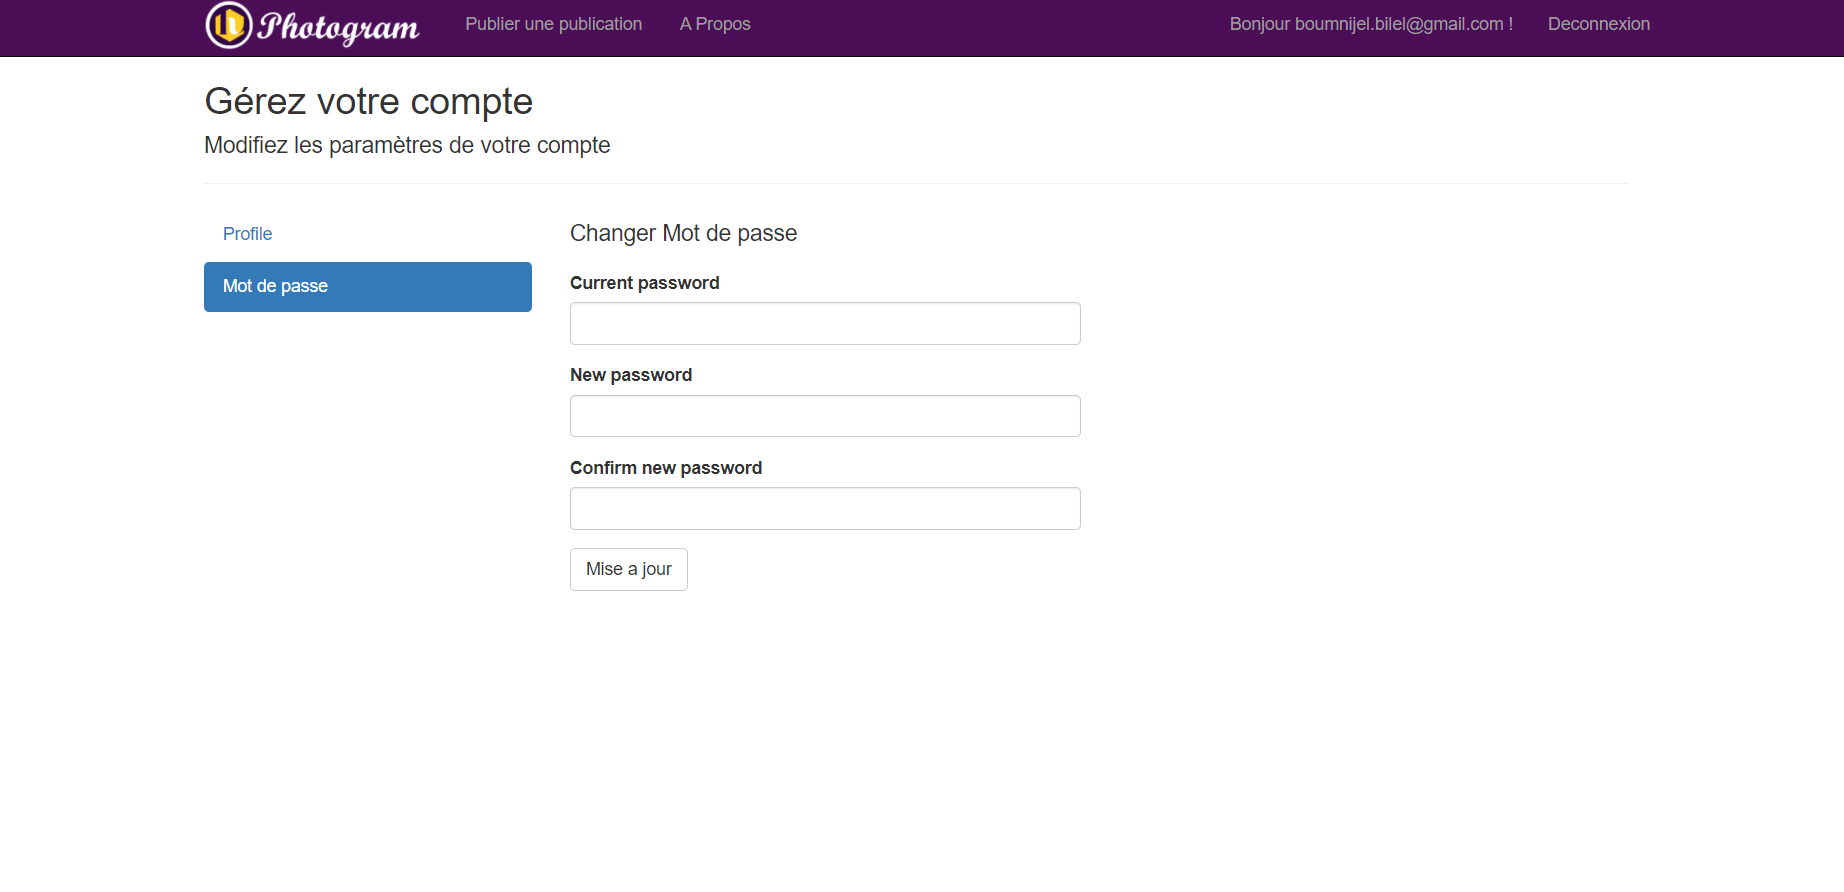 Photogram Publier une publication A Propos Bonjour boumnijel.bilel@gmail.com ! Deconnexion
Gérez votre compte
Modifiez les paramètres de votre compte
Profile
Mot de passe
Changer Mot de passe
Current password
New password
Confirm new password
Mise a jour